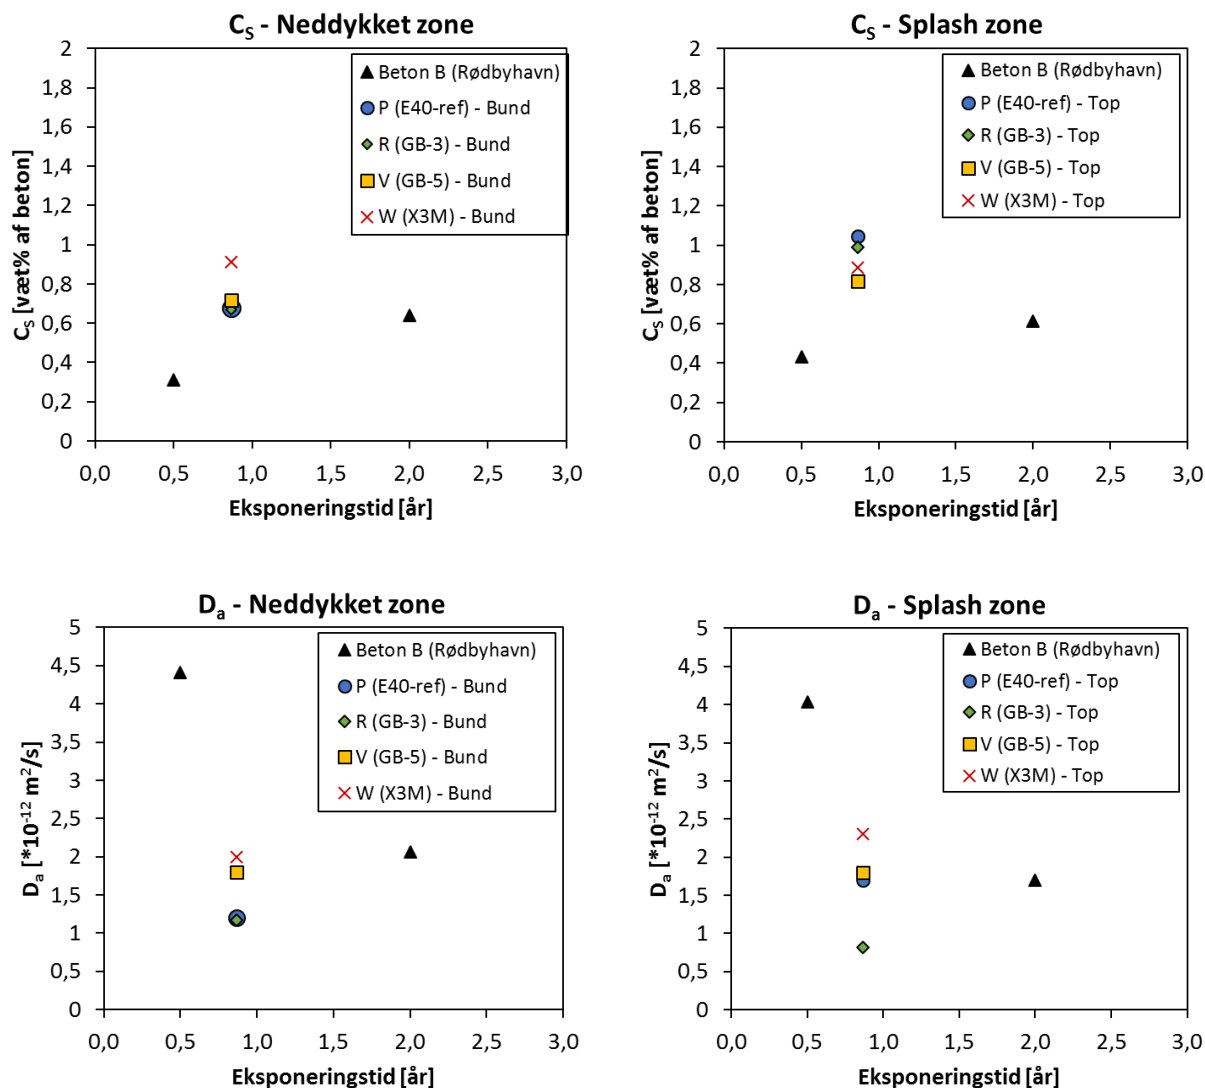 C_S - Neddykket zone
2
1,8
1,6
1,4
1,2
1
0,8
0,6
0,4
0,2
0
C_S [væt% af beton]
Beton B (Rødbyhavn)
P (E40-ref) - Bund
R (GB-3) - Bund
V (GB-5) - Bund
W (X3M) - Bund
0,0 0,5 1,0 1,5 2,0 2,5 3,0
Eksponeringstid [år]
C_S - Splash zone
2
1,8
1,6
1,4
1,2
1
0,8
0,6
0,4
0,2
0
C_S [væt% af beton]
Beton B (Rødbyhavn)
P (E40-ref) - Top
R (GB-3) - Top
V (GB-5) - Top
W (X3M) - Top
0,0 0,5 1,0 1,5 2,0 2,5 3,0
Eksponeringstid [år]
D_a - Neddykket zone
5
4,5
4
3,5
3
2,5
2
1,5
1
0,5
0
D_a [*10⁻¹² m²/s]
Beton B (Rødbyhavn)
P (E40-ref) - Bund
R (GB-3) - Bund
V (GB-5) - Bund
W (X3M) - Bund
0,0 0,5 1,0 1,5 2,0 2,5 3,0
Eksponeringstid [år]
D_a - Splash zone
5
4,5
4
3,5
3
2,5
2
1,5
1
0,5
0
D_a [*10⁻¹² m²/s]
Beton B (Rødbyhavn)
P (E40-ref) - Top
R (GB-3) - Top
V (GB-5) - Top
W (X3M) - Top
0,0 0,5 1,0 1,5 2,0 2,5 3,0
Eksponeringstid [år]